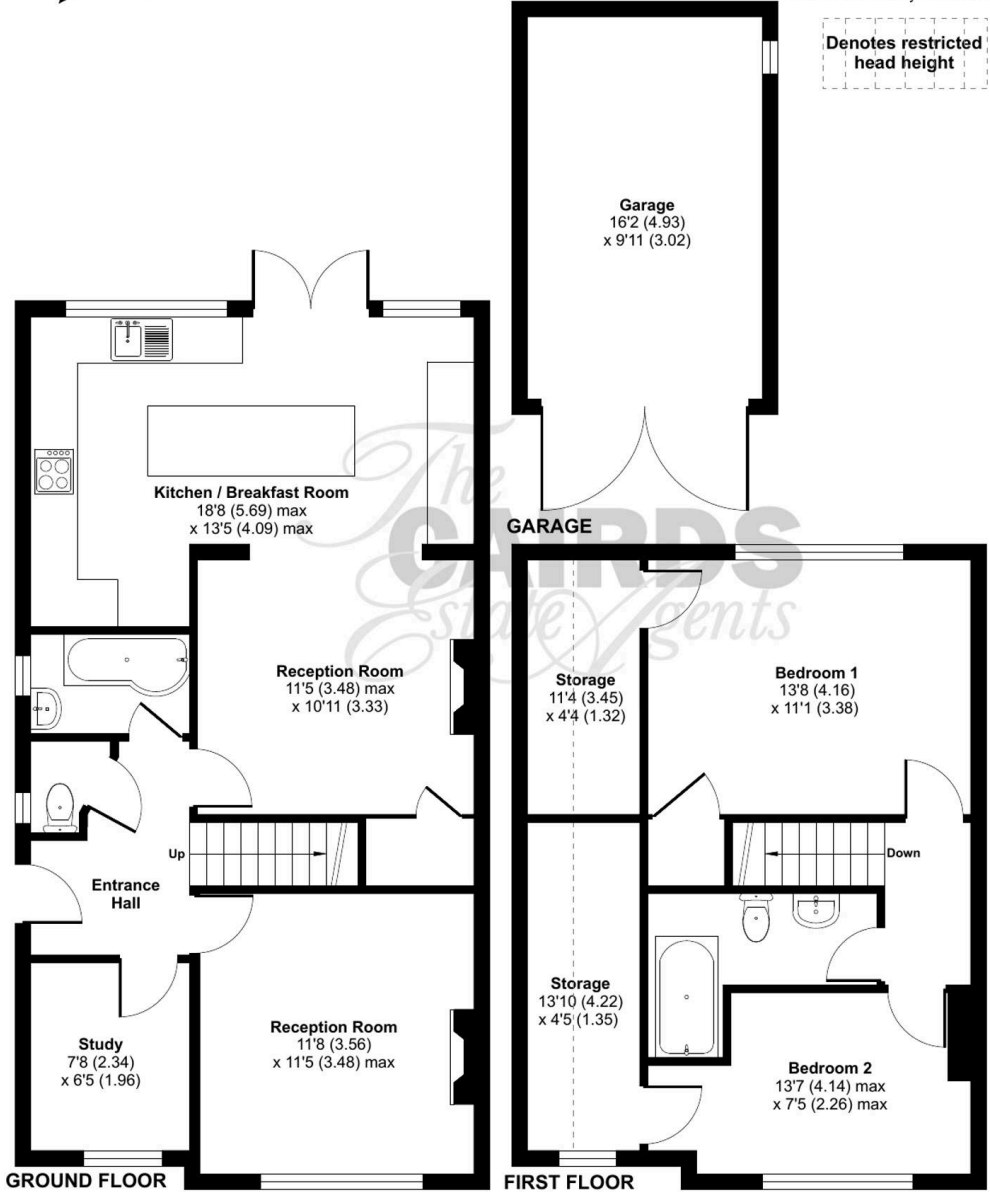 Denotes restricted
head height
Garage
16'2 (4.93)
x 9'11 (3.02)
GARAGE
Kitchen / Breakfast Room
18'8 (5.69) max
x 13'5 (4.09) max
The
CAIRDS
Estate Agents
Reception Room
11'5 (3.48) max
x 10'11 (3.33)
Up
Entrance
Hall
Study
7'8 (2.34)
x 6'5 (1.96)
Reception Room
11'8 (3.56)
x 11'5 (3.48) max
GROUND FLOOR
Storage
11'4 (3.45)
x 4'4 (1.32)
Bedroom 1
13'8 (4.16)
x 11'1 (3.38)
Down
Storage
13'10 (4.22)
x 4'5 (1.35)
Bedroom 2
13'7 (4.14) max
x 7'5 (2.26) max
FIRST FLOOR